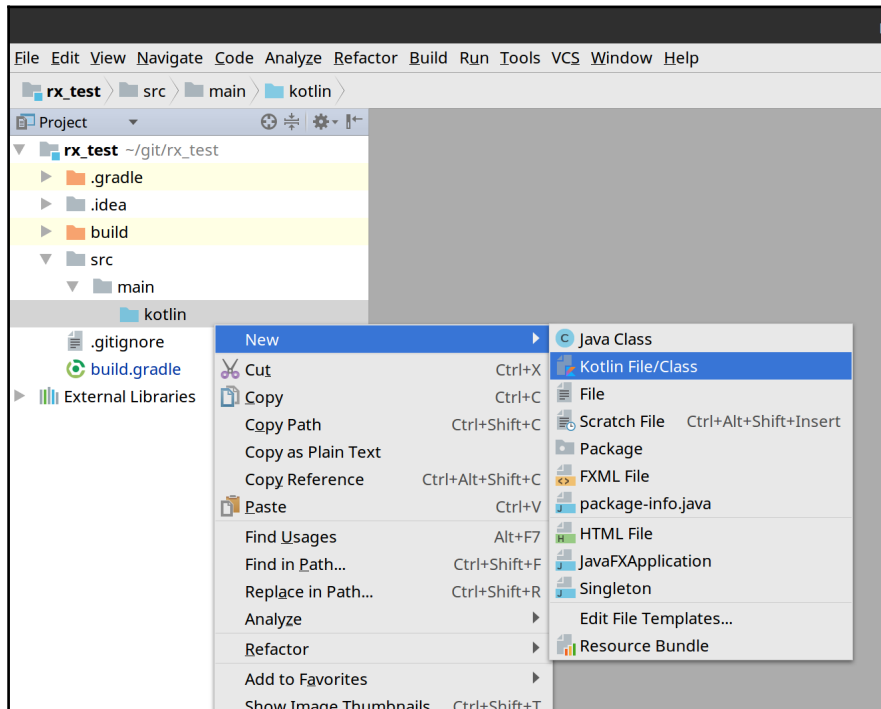 File Edit View Navigate Code Analyze Refactor Build Run Tools VCS Window Help
rx_test src main kotlin
Project
rx_test ~/git/rx_test
.gradle
.idea
build
src
main
kotlin
.gitignore
build.gradle
External Libraries
New
Cut Ctrl+X
Copy Ctrl+C
Copy Path Ctrl+Shift+C
Copy as Plain Text
Copy Reference Ctrl+Alt+Shift+C
Paste Ctrl+V
Find Usages Alt+F7
Find in Path... Ctrl+Shift+F
Replace in Path... Ctrl+Shift+R
Analyze
Refactor
Add to Favorites
Show Image Thumbnails Ctrl+Shift+T
Java Class
Kotlin File/Class
File
Scratch File Ctrl+Alt+Shift+Insert
Package
FXML File
package-info.java
HTML File
JavaFXApplication
Singleton
Edit File Templates...
Resource Bundle